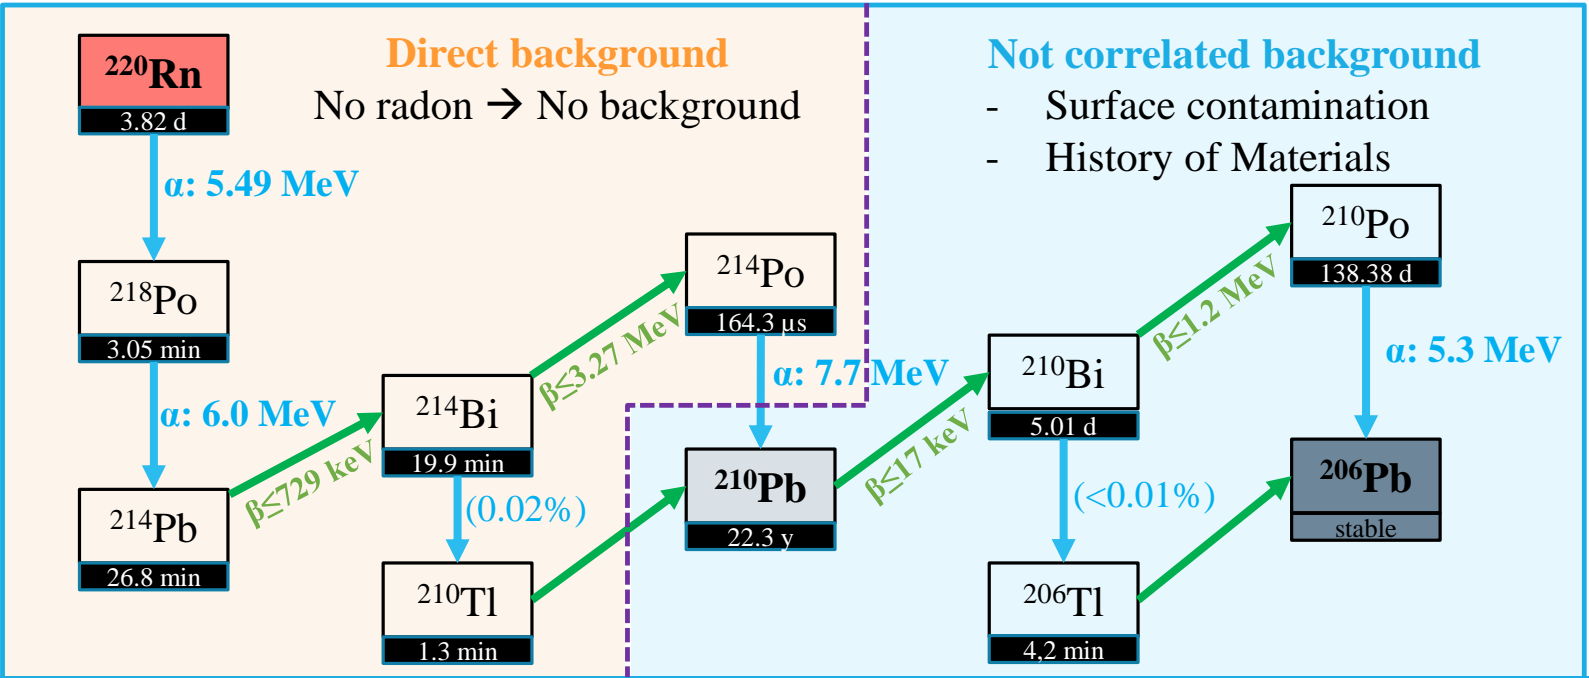 ²²⁰Rn
3.82 d
α: 5.49 MeV
²¹⁸Po
3.05 min
α: 6.0 MeV
²¹⁴Pb
26.8 min
β≤729 keV
Direct background
No radon → No background
²¹⁴Bi
19.9 min
(0.02%)
²¹⁰Tl
1.3 min
β≤3.27 MeV
²¹⁴Po
164.3 µs
α: 7.7 MeV
²¹⁰Pb
22.3 y
β≤17 keV
Not correlated background
- Surface contamination
- History of Materials
²¹⁰Bi
5.01 d
(<0.01%)
²⁰⁶Tl
4,2 min
β≤1.2 MeV
²¹⁰Po
138.38 d
α: 5.3 MeV
²⁰⁶Pb
stable